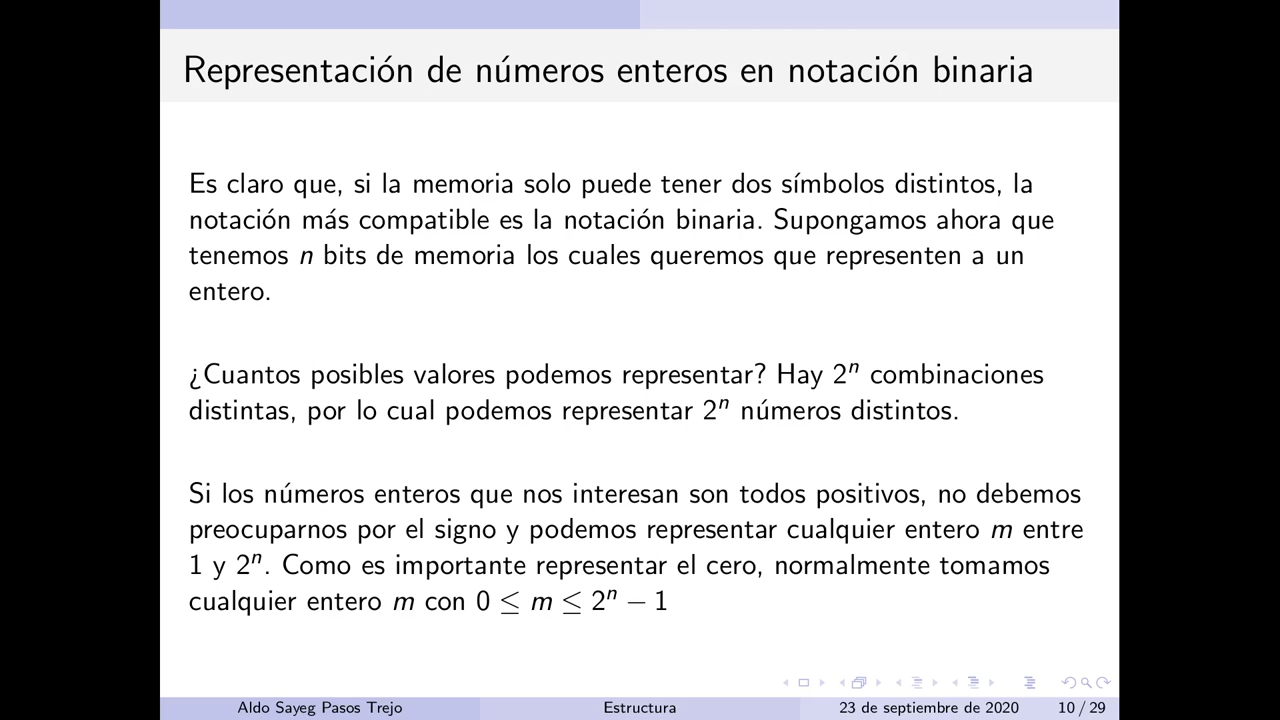 Representación de números enteros en notación binaria
Es claro que, si la memoria solo puede tener dos símbolos distintos, la
notación más compatible es la notación binaria. Supongamos ahora que
tenemos n bits de memoria los cuales queremos que representen a un
entero.
¿Cuantos posibles valores podemos representar? Hay 2ⁿ combinaciones
distintas, por lo cual podemos representar 2ⁿ números distintos.
Si los números enteros que nos interesan son todos positivos, no debemos
preocuparnos por el signo y podemos representar cualquier entero m entre
1 y 2ⁿ. Como es importante representar el cero, normalmente tomamos
cualquier entero m con 0 ≤ m ≤ 2ⁿ − 1
Aldo Sayeg Pasos Trejo Estructura 23 de septiembre de 2020 10 / 29